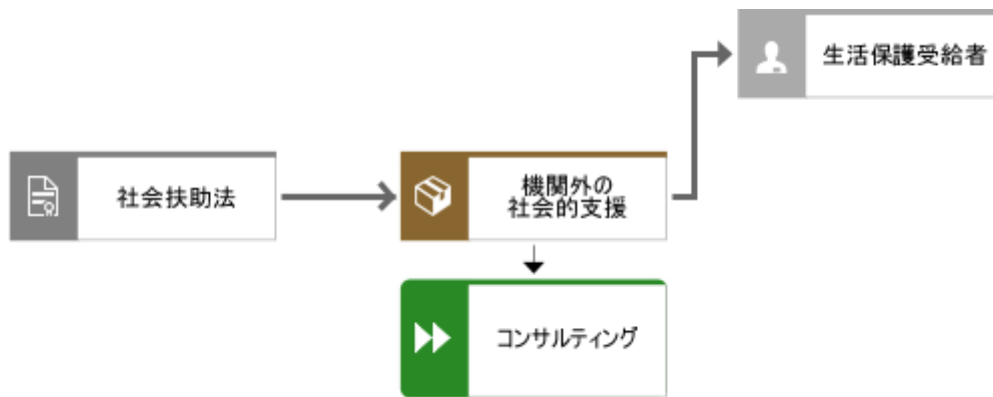 生活保護受給者
社会扶助法
機関外の
社会的支援
コンサルティング